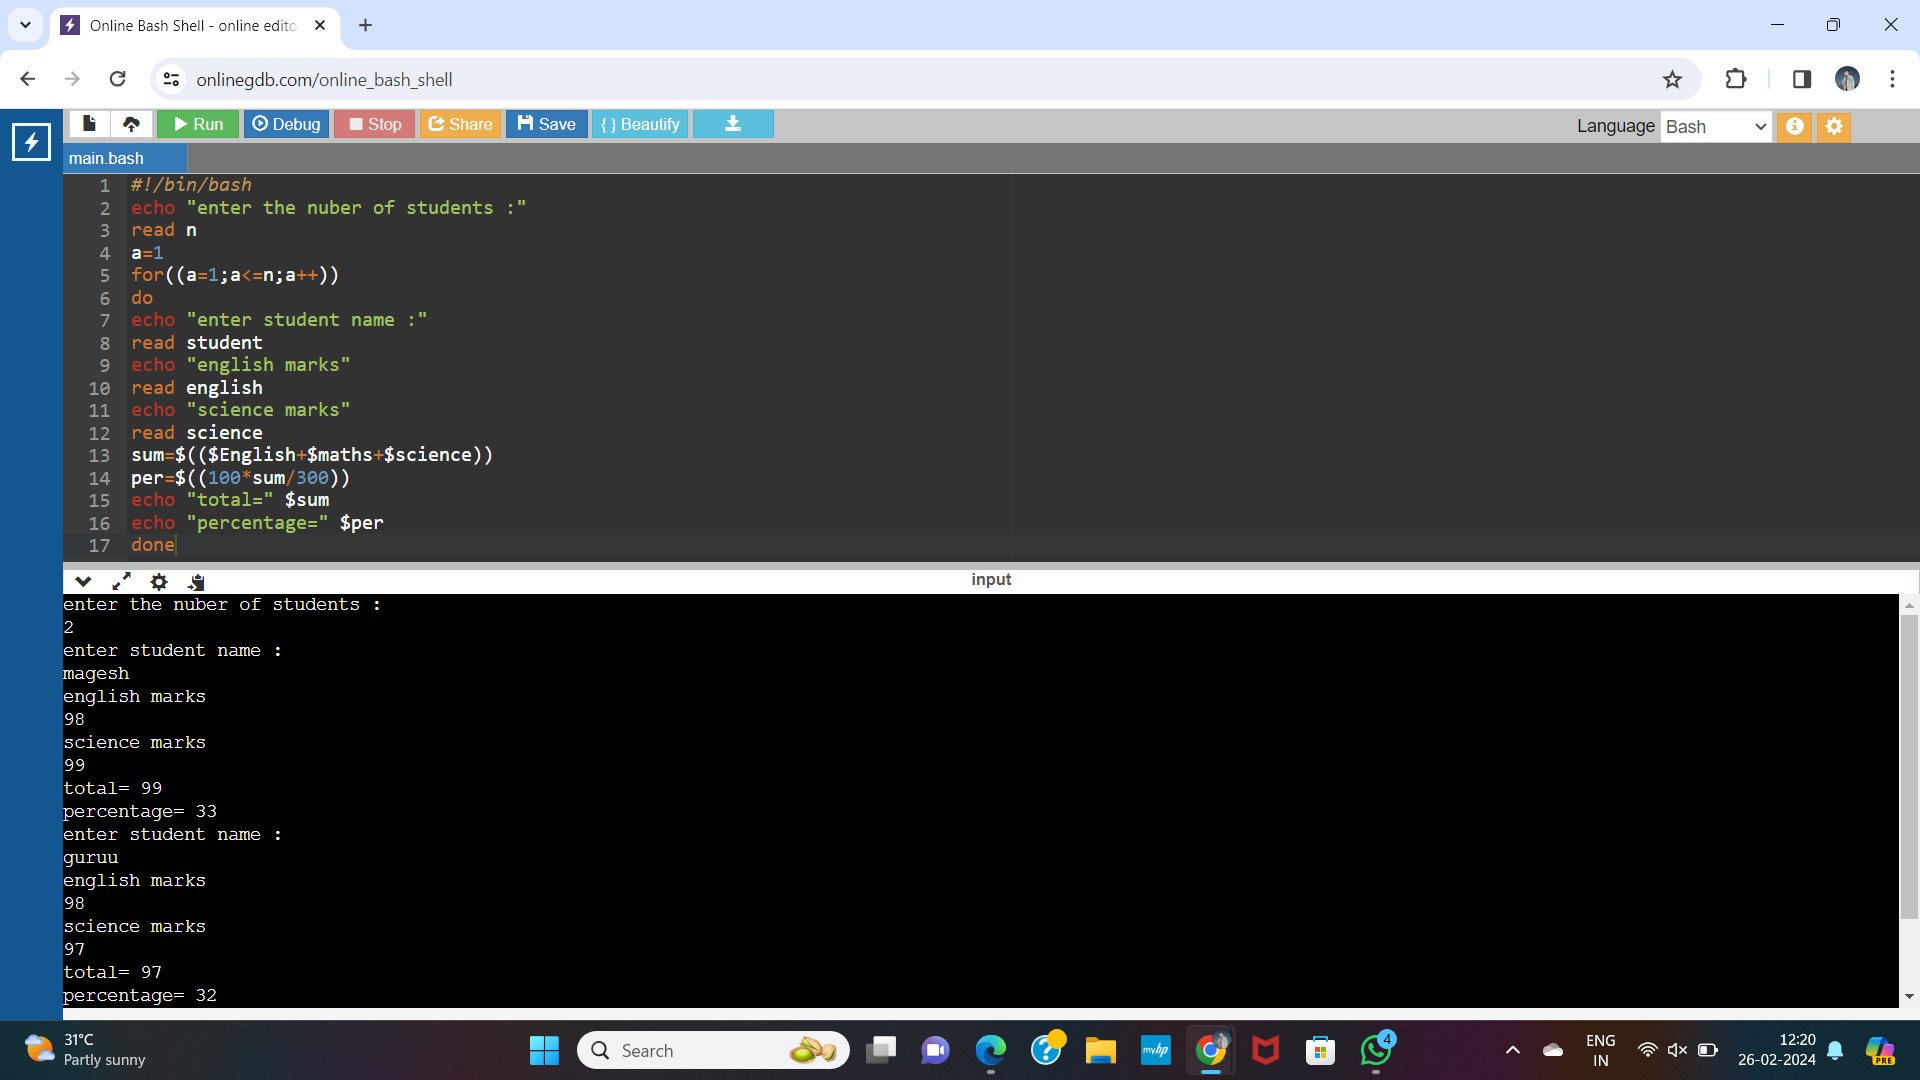 Online Bash Shell - online edito
onlinegdb.com/online_bash_shell
Run Debug Stop Share Save { } Beautify
Language Bash
main.bash
1 #!/bin/bash
2 echo "enter the nuber of students :"
3 read n
4 a=1
5 for((a=1;a<=n;a++))
6 do
7 echo "enter student name :"
8 read student
9 echo "english marks"
10 read english
11 echo "science marks"
12 read science
13 sum=$(($English+$maths+$science))
14 per=$((100*sum/300))
15 echo "total=" $sum
16 echo "percentage=" $per
17 done
input
enter the nuber of students :
2
enter student name :
magesh
english marks
98
science marks
99
total= 99
percentage= 33
enter student name :
guruu
english marks
98
science marks
97
total= 97
percentage= 32
31°C
Partly sunny
Search
myhp
4
ENG
IN
12:20
26-02-2024
PRE